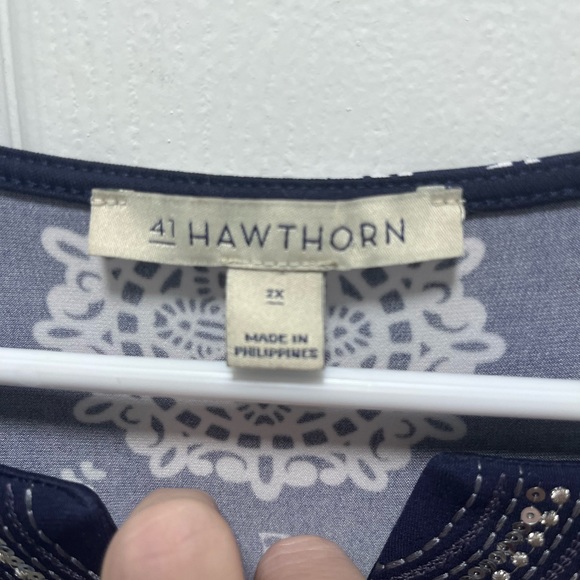 41 HAWTHORN
2X
MADE IN
PHILIPPINES